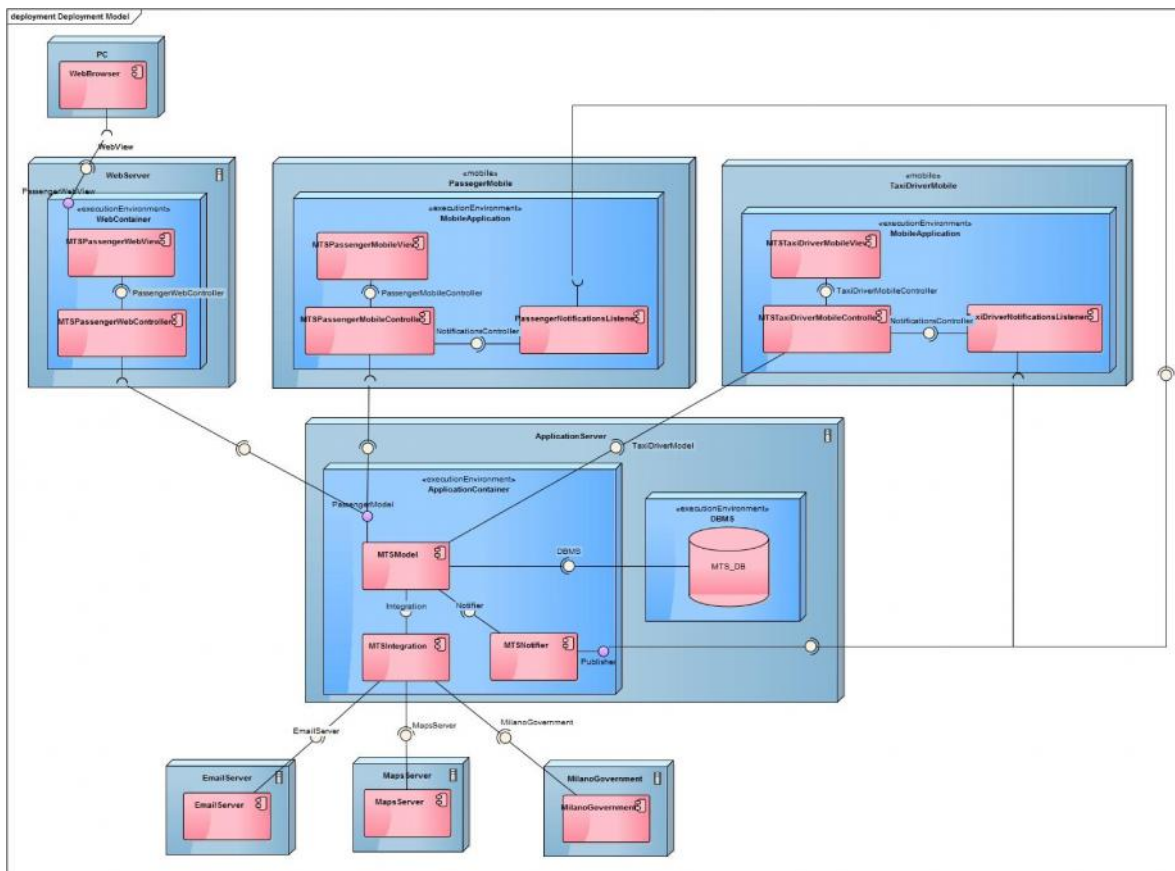 deployment Deployment Model
PC
WebBrowser
WebView
WebServer
PassengerWebView
«executionEnvironment»
WebContainer
MTSPassengerWebView
PassengerWebController
MTSPassengerWebController
«mobile»
PassegerMobile
«executionEnvironment»
MobileApplication
MTSPassengerMobileView
PassengerMobileController
MTSPassengerMobileController
NotificationsController
PassengerNotificationsListene
«mobile»
TaxiDriverMobile
«executionEnvironment»
MobileApplication
MTSTaxiDriverMobileView
TaxiDriverMobileController
MTSTaxiDriverMobileController
NotificationsController
xiDriverNotificationsListener
ApplicationServer
TaxiDriverModel
«executionEnvironment»
ApplicationContainer
PassengerModel
MTSModel
DBMS
«executionEnvironment»
DBMS
MTS_DB
Integration
Notifier
MTSIntegration
MTSNotifier
Publisher
EmailServer
MapsServer
MilanoGovernment
EmailServer
EmailServer
MapsServer
MapsServer
MilanoGovernment
MilanoGovernment